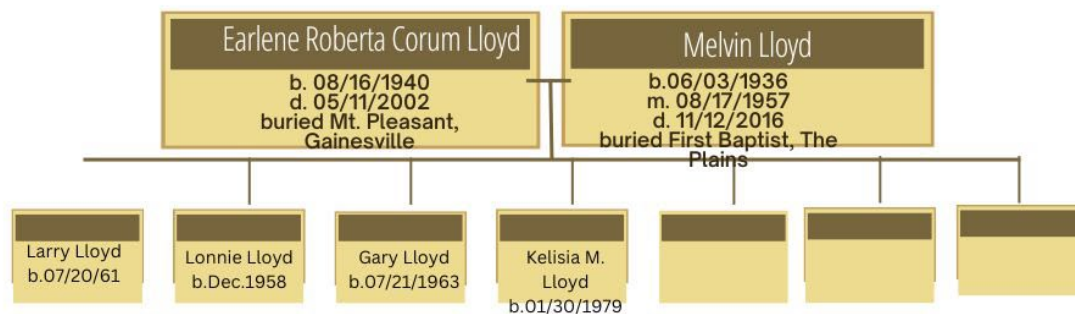 Earlene Roberta Corum Lloyd
b. 08/16/1940
d. 05/11/2002
buried Mt. Pleasant,
Gainesville
Melvin Lloyd
b.06/03/1936
m. 08/17/1957
d. 11/12/2016
buried First Baptist, The
Plains
Larry Lloyd
b.07/20/61
Lonnie Lloyd
b.Dec.1958
Gary Lloyd
b.07/21/1963
Kelisia M.
Lloyd
b.01/30/1979